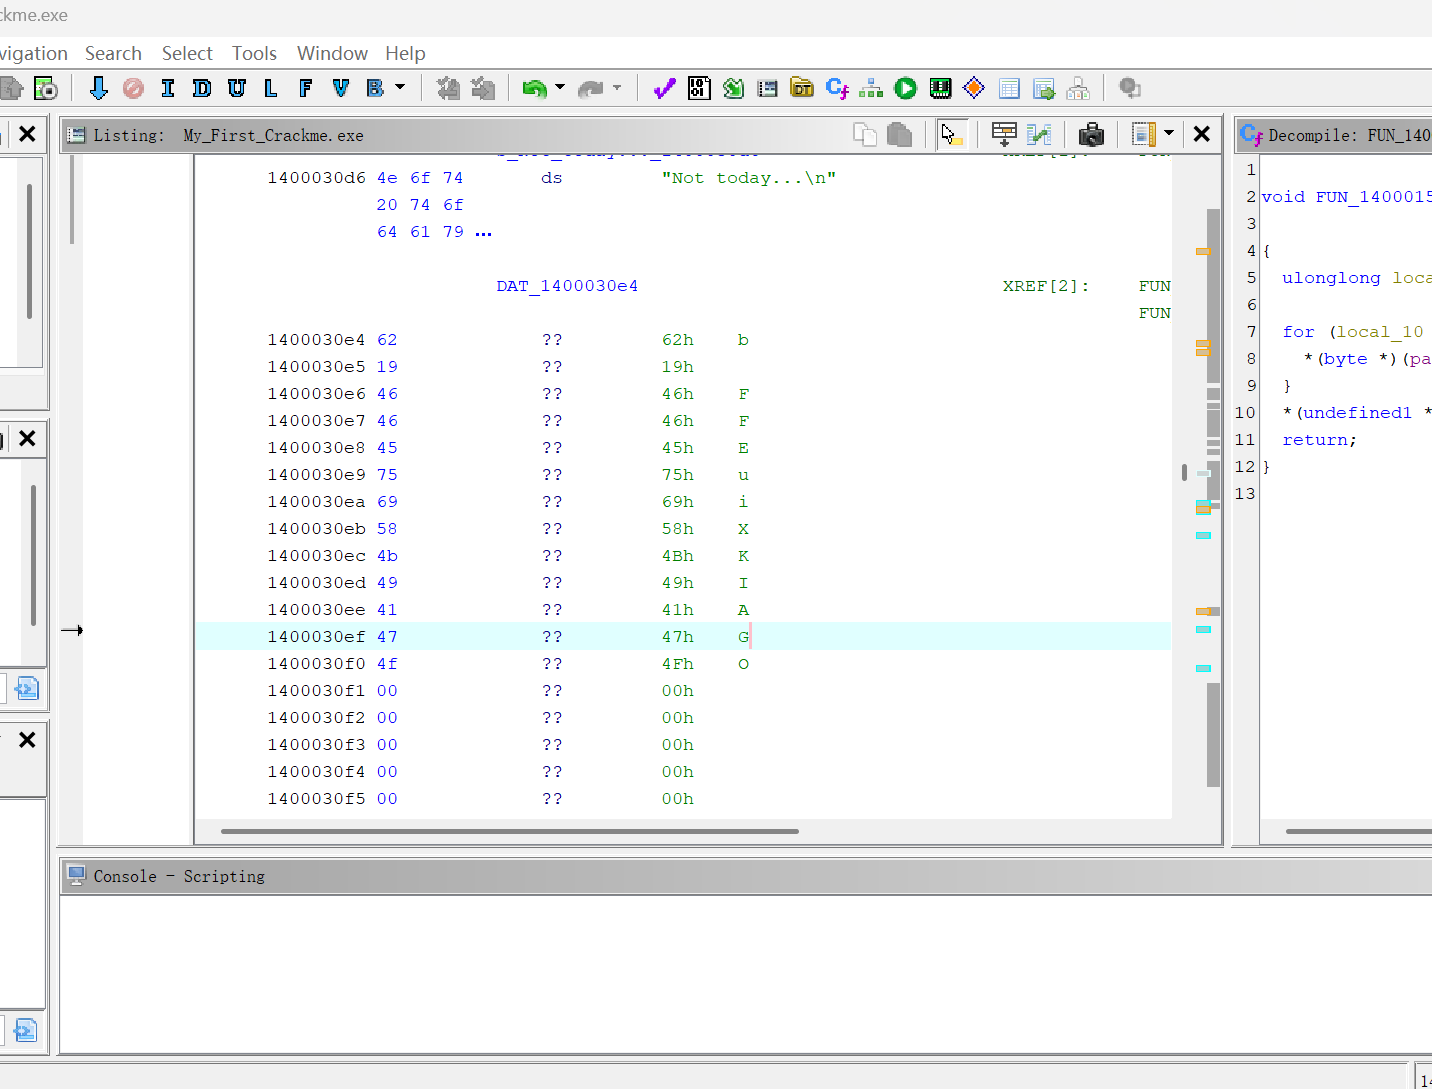 ckme.exe
vigation Search Select Tools Window Help
I D U L F V B
Listing: My_First_Crackme.exe
Decompile: FUN_140
1400030d6 4e 6f 74 ds "Not today...\n"
20 74 6f
64 61 79 ...
DAT_1400030e4 XREF[2]: FUN
FUN
1400030e4 62 ?? 62h b
1400030e5 19 ?? 19h
1400030e6 46 ?? 46h F
1400030e7 46 ?? 46h F
1400030e8 45 ?? 45h E
1400030e9 75 ?? 75h u
1400030ea 69 ?? 69h i
1400030eb 58 ?? 58h X
1400030ec 4b ?? 4Bh K
1400030ed 49 ?? 49h I
1400030ee 41 ?? 41h A
1400030ef 47 ?? 47h G
1400030f0 4f ?? 4Fh O
1400030f1 00 ?? 00h
1400030f2 00 ?? 00h
1400030f3 00 ?? 00h
1400030f4 00 ?? 00h
1400030f5 00 ?? 00h
1
2 void FUN_1400015
3
4 {
5 ulonglong loca
6
7 for (local_10
8 *(byte *)(pa
9 }
10 *(undefined1 *
11 return;
12 }
13
Console - Scripting
14